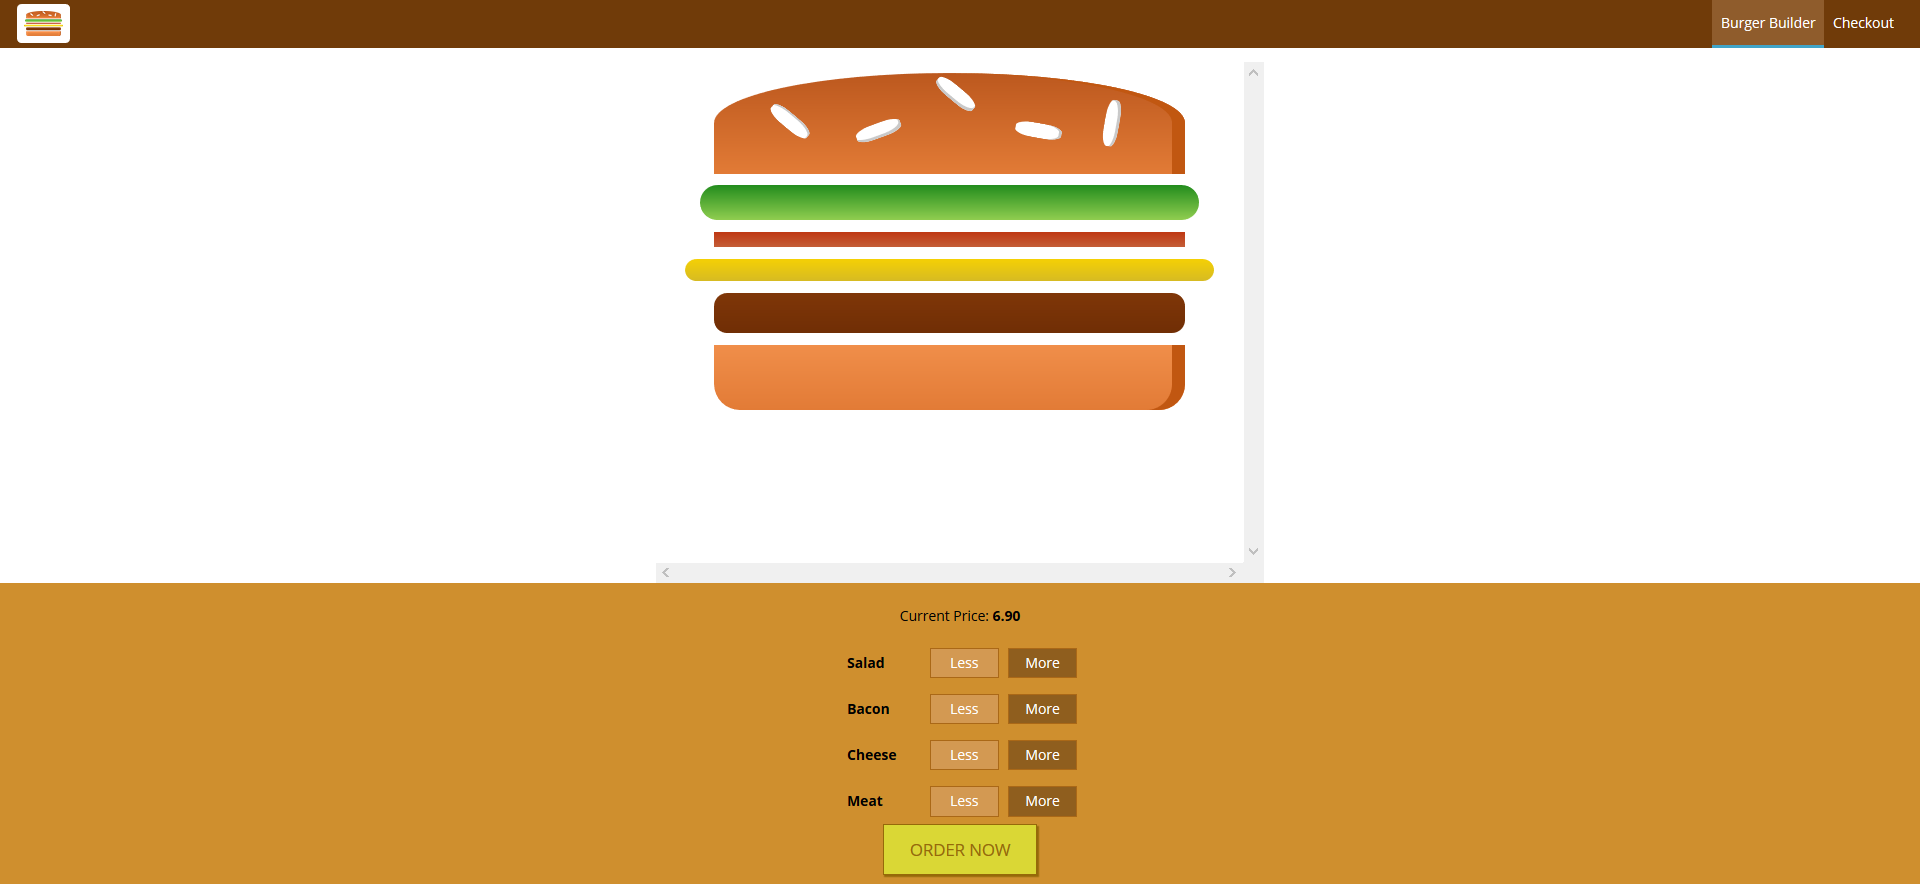 Burger Builder Checkout
Current Price: 6.90
Salad Less More
Bacon Less More
Cheese Less More
Meat Less More
ORDER NOW